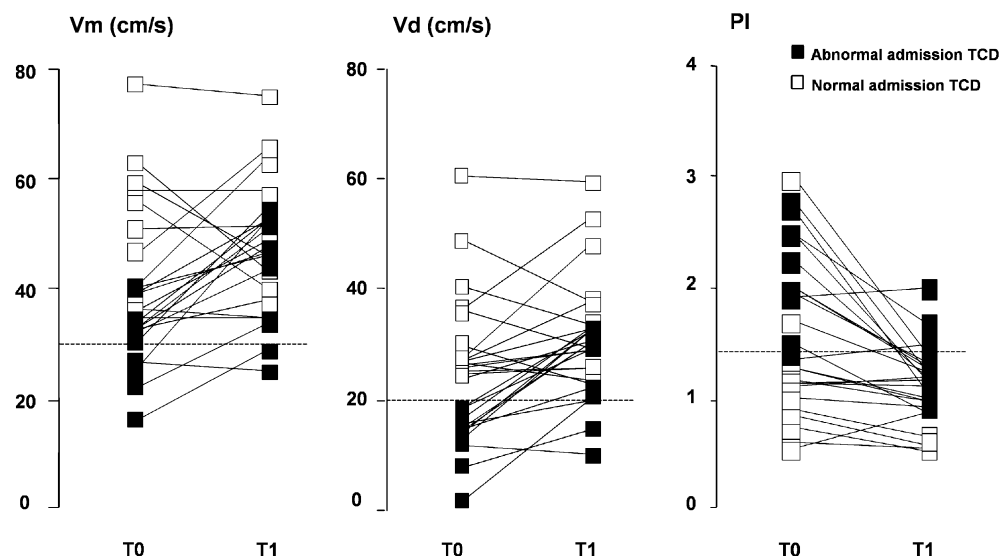 Vm (cm/s)
Vd (cm/s)
PI
Abnormal admission TCD
Normal admission TCD
80
60
40
20
0
T0
T1
80
60
40
20
0
T0
T1
4
3
2
1
0
T0
T1